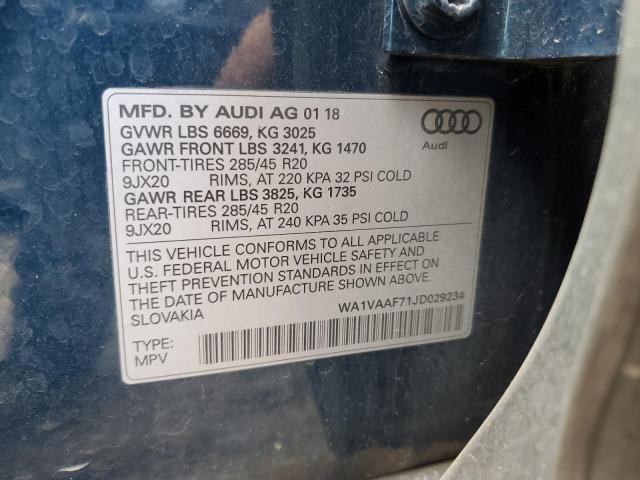 MFD. BY AUDI AG 01 18
GVWR LBS 6669, KG 3025
GAWR FRONT LBS 3241, KG 1470
FRONT-TIRES 285/45 R20
9JX20 RIMS, AT 220 KPA 32 PSI COLD
GAWR REAR LBS 3825, KG 1735
REAR-TIRES 285/45 R20
9JX20 RIMS, AT 240 KPA 35 PSI COLD
Audi
THIS VEHICLE CONFORMS TO ALL APPLICABLE
U.S. FEDERAL MOTOR VEHICLE SAFETY AND
THEFT PREVENTION STANDARDS IN EFFECT ON
THE DATE OF MANUFACTURE SHOWN ABOVE.
SLOVAKIA
WA1VAAF71JD029234
TYPE:
MPV